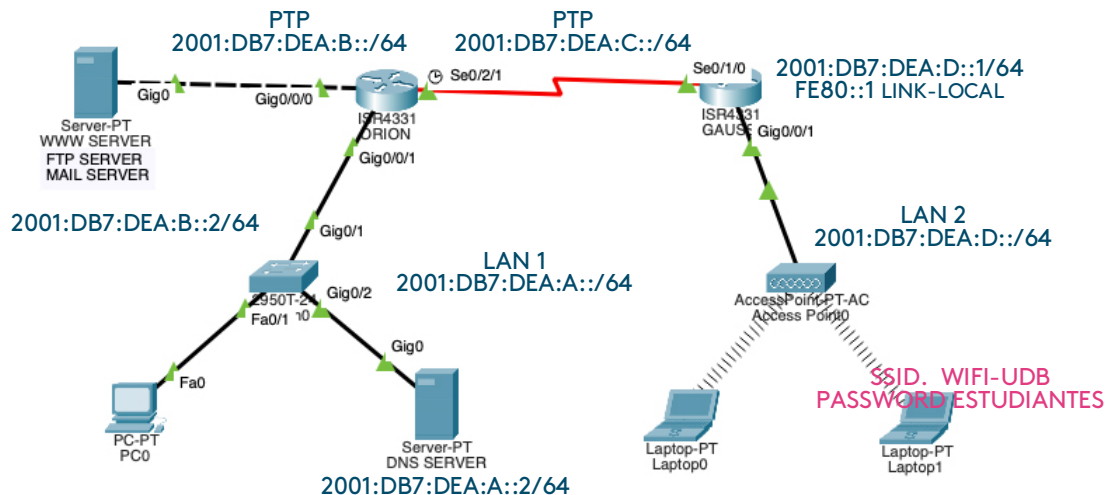 PTP
2001:DB7:DEA:B::/64
PTP
2001:DB7:DEA:C::/64
Gig0
Gig0/0/0
Se0/2/1
Se0/1/0
2001:DB7:DEA:D::1/64
FE80::1 LINK-LOCAL
Server-PT
WWW SERVER
FTP SERVER
MAIL SERVER
ISR4331
ORION
Gig0/0/1
ISR4331
GAUSE
Gig0/0/1
2001:DB7:DEA:B::2/64
Gig0/1
LAN 2
2001:DB7:DEA:D::/64
LAN 1
2001:DB7:DEA:A::/64
Gig0/2
Fa0/1
AccessPoint-PT-AC
Access Point0
Gig0
Fa0
SSID. WIFI-UDB
PASSWORD ESTUDIANTES
PC-PT
PC0
Server-PT
DNS SERVER
2001:DB7:DEA:A::2/64
Laptop-PT
Laptop0
Laptop-PT
Laptop1